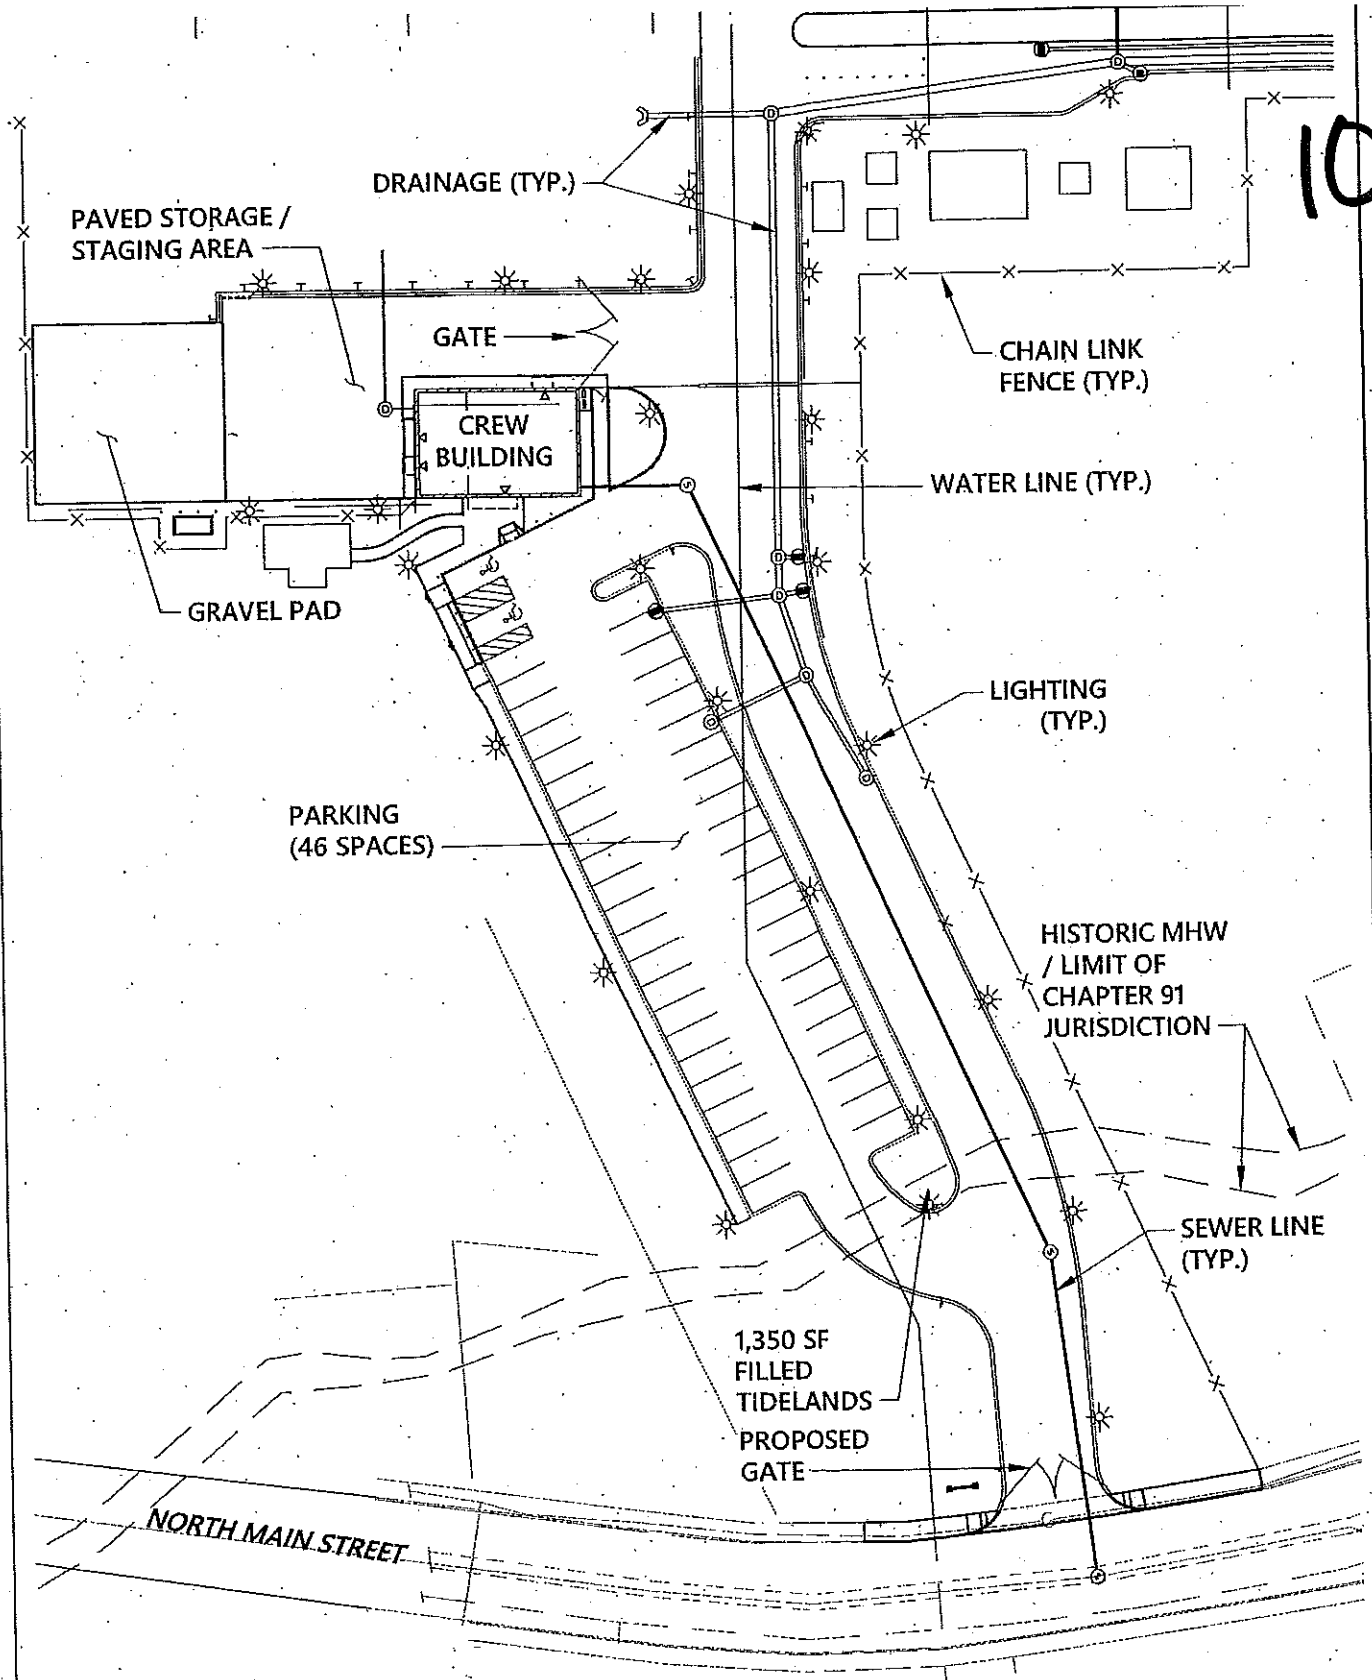 10
DRAINAGE (TYP.)
PAVED STORAGE /
STAGING AREA
GATE
CHAIN LINK
FENCE (TYP.)
CREW
BUILDING
WATER LINE (TYP.)
GRAVEL PAD
LIGHTING
(TYP.)
PARKING
(46 SPACES)
HISTORIC MHW
/ LIMIT OF
CHAPTER 91
JURISDICTION
SEWER LINE
(TYP.)
1,350 SF
FILLED
TIDELANDS
PROPOSED
GATE
NORTH MAIN STREET